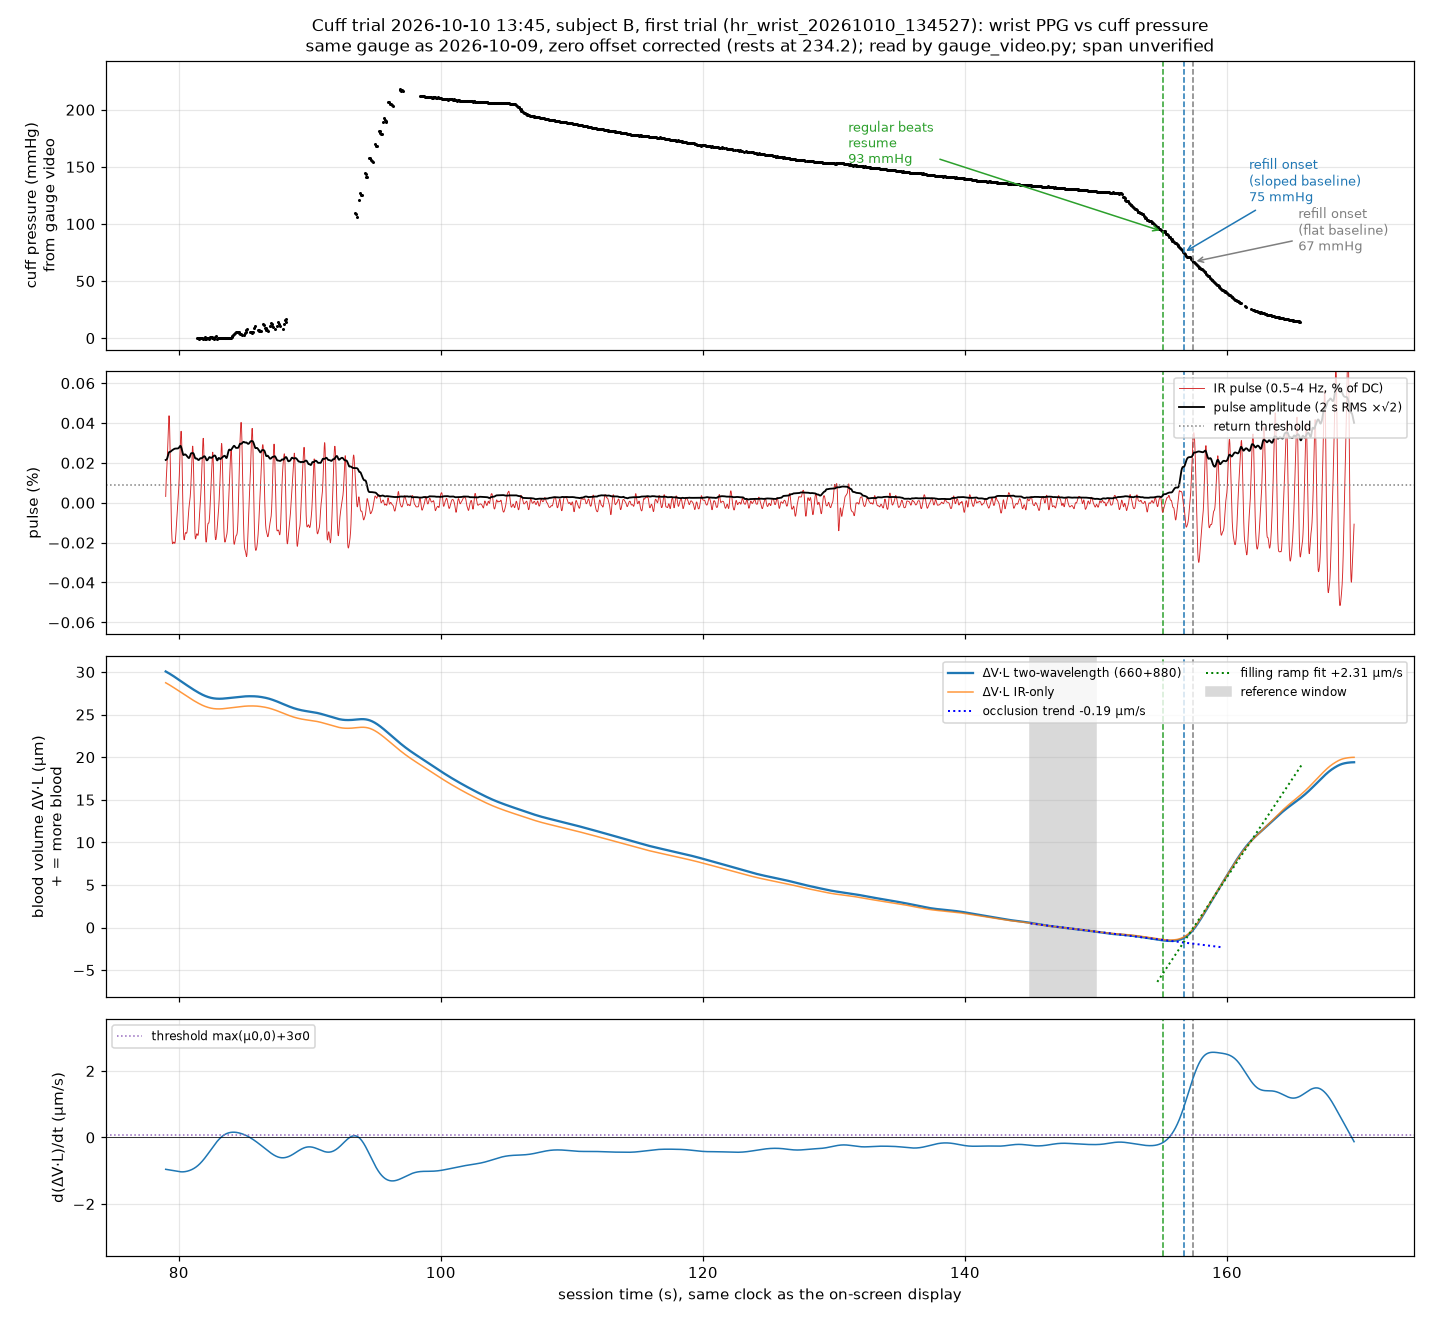 Cuff trial 2026-10-10 13:45, subject B, first trial (hr_wrist_20261010_134527): wrist PPG vs cuff pressure
same gauge as 2026-10-09, zero offset corrected (rests at 234.2); read by gauge_video.py; span unverified
cuff pressure (mmHg)
from gauge video
200
150
100
50
0
regular beats
resume
93 mmHg
refill onset
(sloped baseline)
75 mmHg
refill onset
(flat baseline)
67 mmHg
pulse (%)
0.06
0.04
0.02
0.00
−0.02
−0.04
−0.06
IR pulse (0.5–4 Hz, % of DC)
pulse amplitude (2 s RMS ×√2)
return threshold
blood volume ΔV·L (μm)
+ = more blood
30
25
20
15
10
5
0
−5
ΔV·L two-wavelength (660+880)
ΔV·L IR-only
occlusion trend -0.19 μm/s
filling ramp fit +2.31 μm/s
reference window
d(ΔV·L)/dt (μm/s)
2
0
−2
threshold max(μ0,0)+3σ0
80
100
120
140
160
session time (s), same clock as the on-screen display